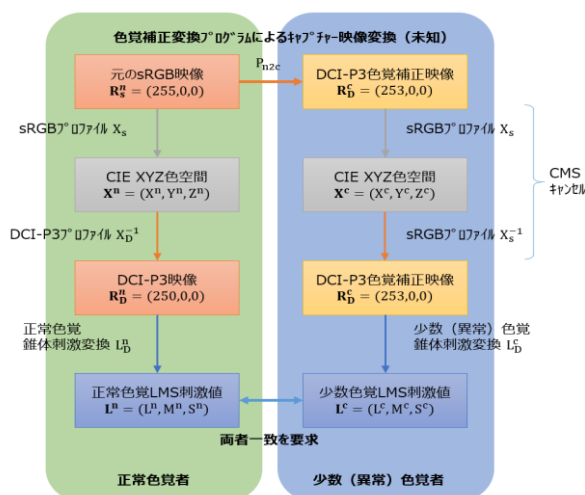 色覚補正変換プログラムによるキャプチャー映像変換（未知）
元のsRGB映像
R_s^n = (255,0,0)
P_n2c
DCI-P3色覚補正映像
R_D^c = (253,0,0)
sRGBプロファイル X_s
sRGBプロファイル X_s
CIE XYZ色空間
X^n = (X^n, Y^n, Z^n)
CIE XYZ色空間
X^c = (X^c, Y^c, Z^c)
CMS
キャンセル
DCI-P3プロファイル X_D^-1
sRGBプロファイル X_s^-1
DCI-P3映像
R_D^n = (250,0,0)
DCI-P3色覚補正映像
R_D^c = (253,0,0)
正常色覚
錐体刺激変換 L_D^n
少数（異常）色覚
錐体刺激変換 L_D^c
正常色覚LMS刺激値
L^n = (L^n, M^n, S^n)
少数色覚LMS刺激値
L^c = (L^c, M^c, S^c)
両者一致を要求
正常色覚者
少数（異常）色覚者